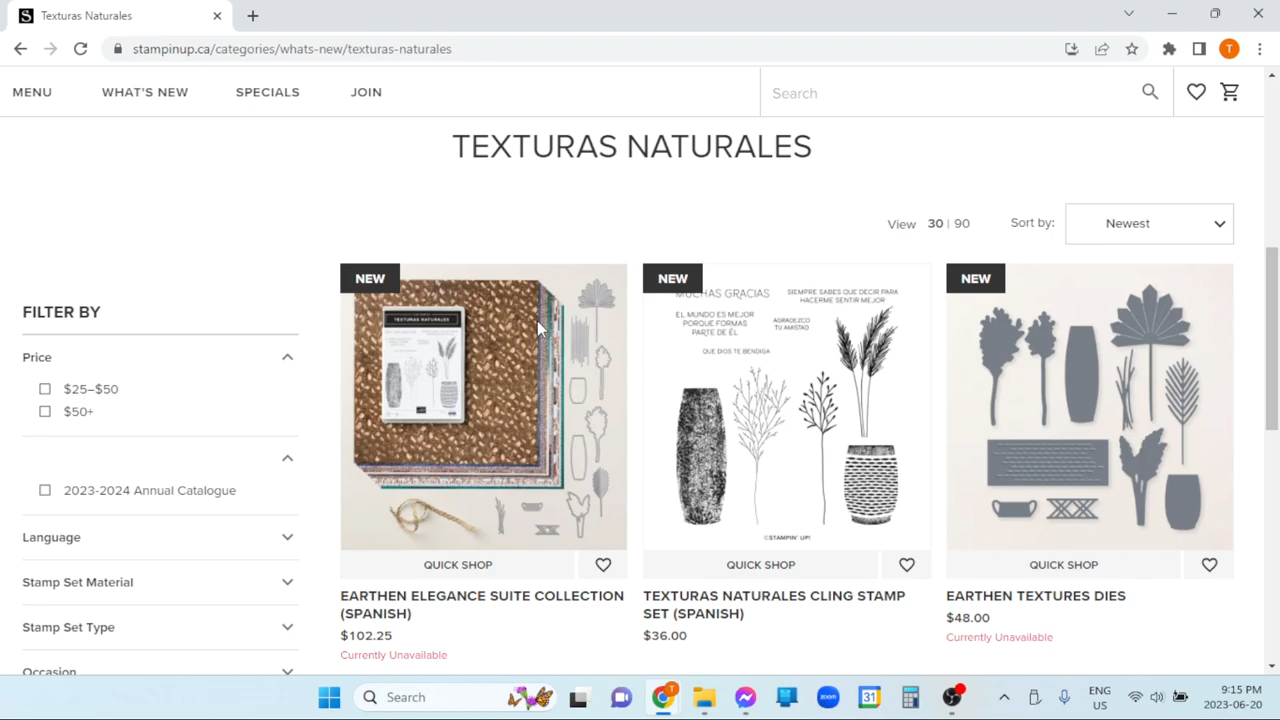 Texturas Naturales
stampinup.ca/categories/whats-new/texturas-naturales
T
MENU WHAT'S NEW SPECIALS JOIN
Search
TEXTURAS NATURALES
View 30 | 90 Sort by: Newest
FILTER BY
Price
$25–$50
$50+
2023-2024 Annual Catalogue
Language
Stamp Set Material
Stamp Set Type
Occasion
NEW
TEXTURAS NATURALES
QUICK SHOP
EARTHEN ELEGANCE SUITE COLLECTION
(SPANISH)
$102.25
Currently Unavailable
NEW
MUCHAS GRACIAS
SIEMPRE SABES QUE DECIR PARA
HACERME SENTIR MEJOR
EL MUNDO ES MEJOR
PORQUE FORMAS
PARTE DE ÉL
AGRADEZCO
TU AMISTAD
QUE DIOS TE BENDIGA
©STAMPIN' UP!
QUICK SHOP
TEXTURAS NATURALES CLING STAMP
SET (SPANISH)
$36.00
NEW
QUICK SHOP
EARTHEN TEXTURES DIES
$48.00
Currently Unavailable
Search
zoom
31
ENG
US
9:15 PM
2023-06-20